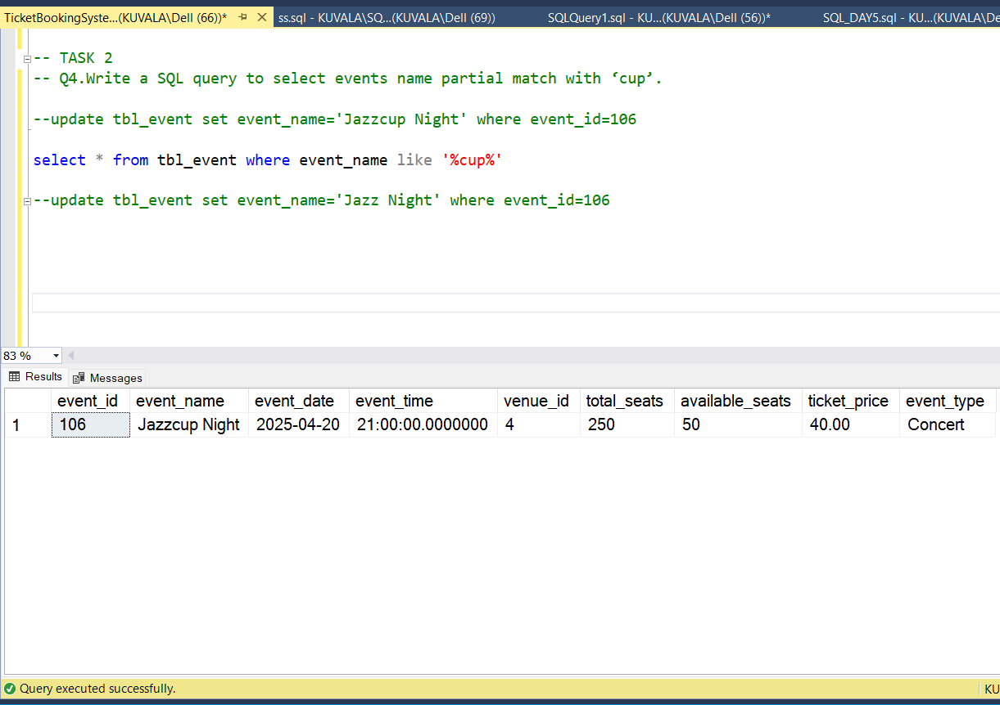 TicketBookingSyste...(KUVALA\Dell (66))* ss.sql - KUVALA\SQ...(KUVALA\Dell (69)) SQLQuery1.sql - KU...(KUVALA\Dell (56))* SQL_DAY5.sql - KU...(KUVALA\De
-- TASK 2
-- Q4.Write a SQL query to select events name partial match with ‘cup’.
--update tbl_event set event_name='Jazzcup Night' where event_id=106
select * from tbl_event where event_name like '%cup%'
--update tbl_event set event_name='Jazz Night' where event_id=106
83 %
Results Messages
event_id event_name event_date event_time venue_id total_seats available_seats ticket_price event_type
1 106 Jazzcup Night 2025-04-20 21:00:00.0000000 4 250 50 40.00 Concert
Query executed successfully. KU